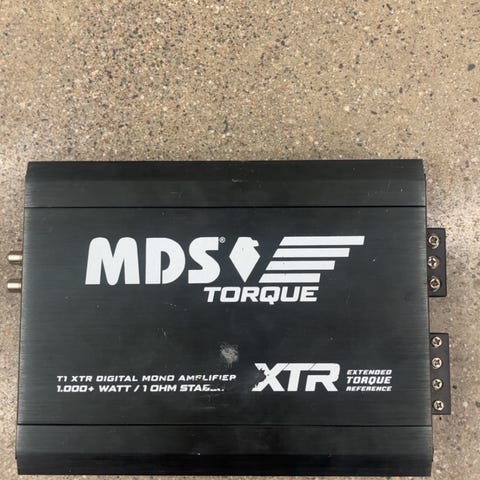 MDS®
TORQUE
T1 XTR DIGITAL MONO AMPLIFIER
1.000+ WATT / 1 OHM
XTR
EXTENDED
TORQUE
REFERENCE